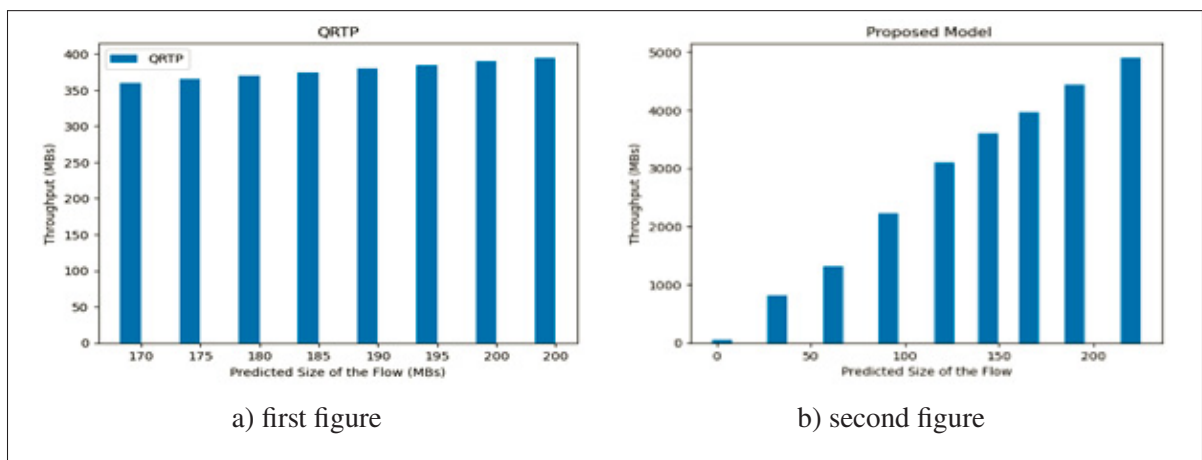 QRTP
QRTP
400
350
300
250
200
150
100
50
0
Throughput (MBs)
170 175 180 185 190 195 200 200
Predicted Size of the Flow (MBs)
a) first figure
Proposed Model
5000
4000
3000
2000
1000
0
Throughput (MBs)
0 50 100 150 200
Predicted Size of the Flow
b) second figure